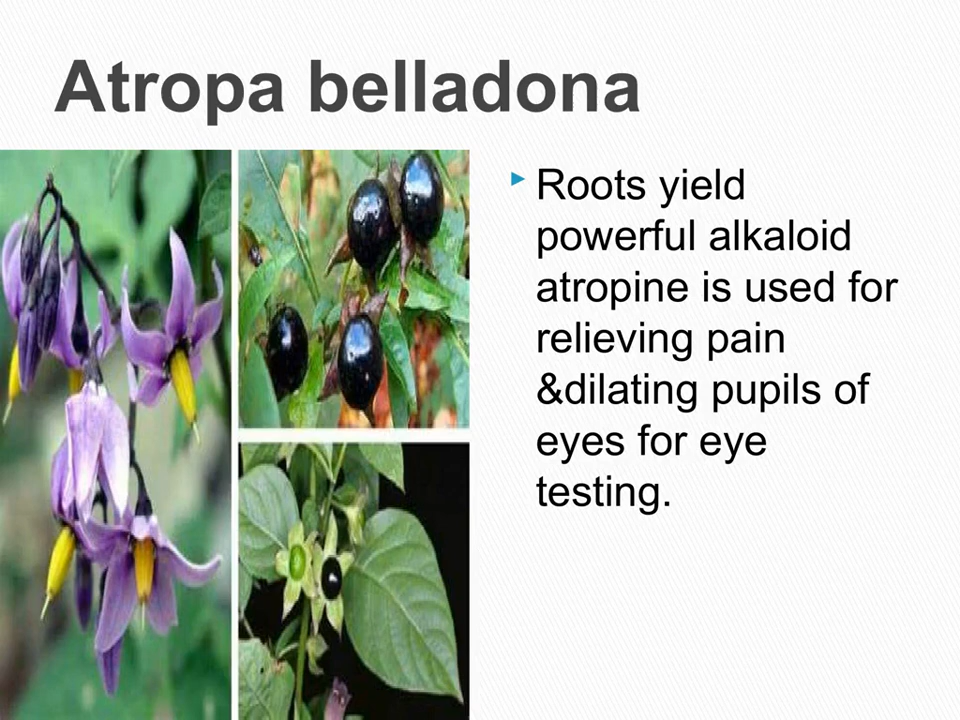 Atropa belladona
Roots yield
powerful alkaloid
atropine is used for
relieving pain
&dilating pupils of
eyes for eye
testing.